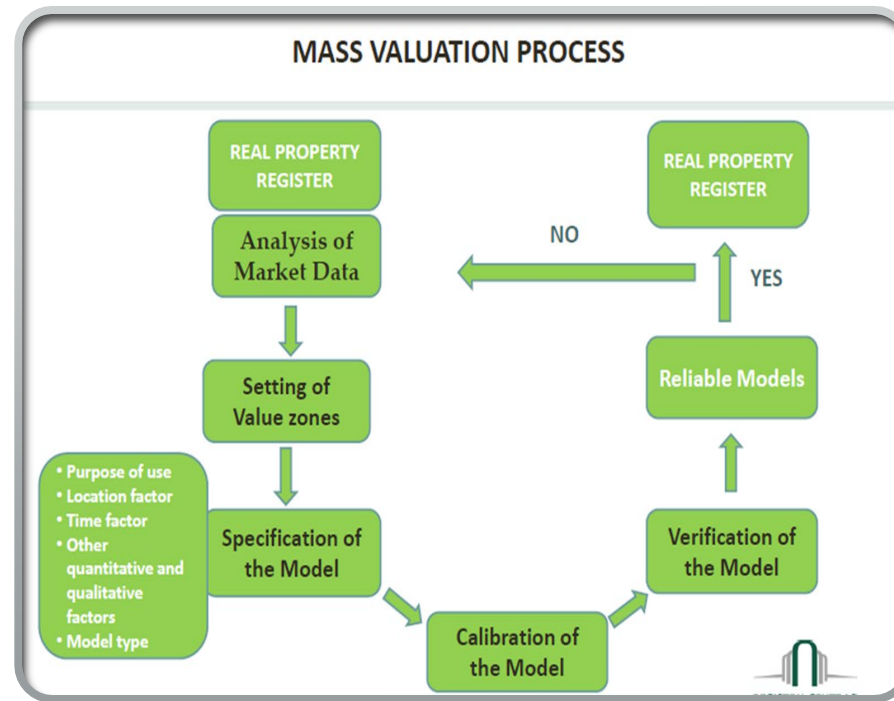 MASS VALUATION PROCESS
REAL PROPERTY
REGISTER
Analysis of
Market Data
Setting of
Value zones
• Purpose of use
• Location factor
• Time factor
• Other
quantitative and
qualitative
factors
• Model type
Specification of
the Model
Calibration of
the Model
Verification of
the Model
Reliable Models
YES
NO
REAL PROPERTY
REGISTER